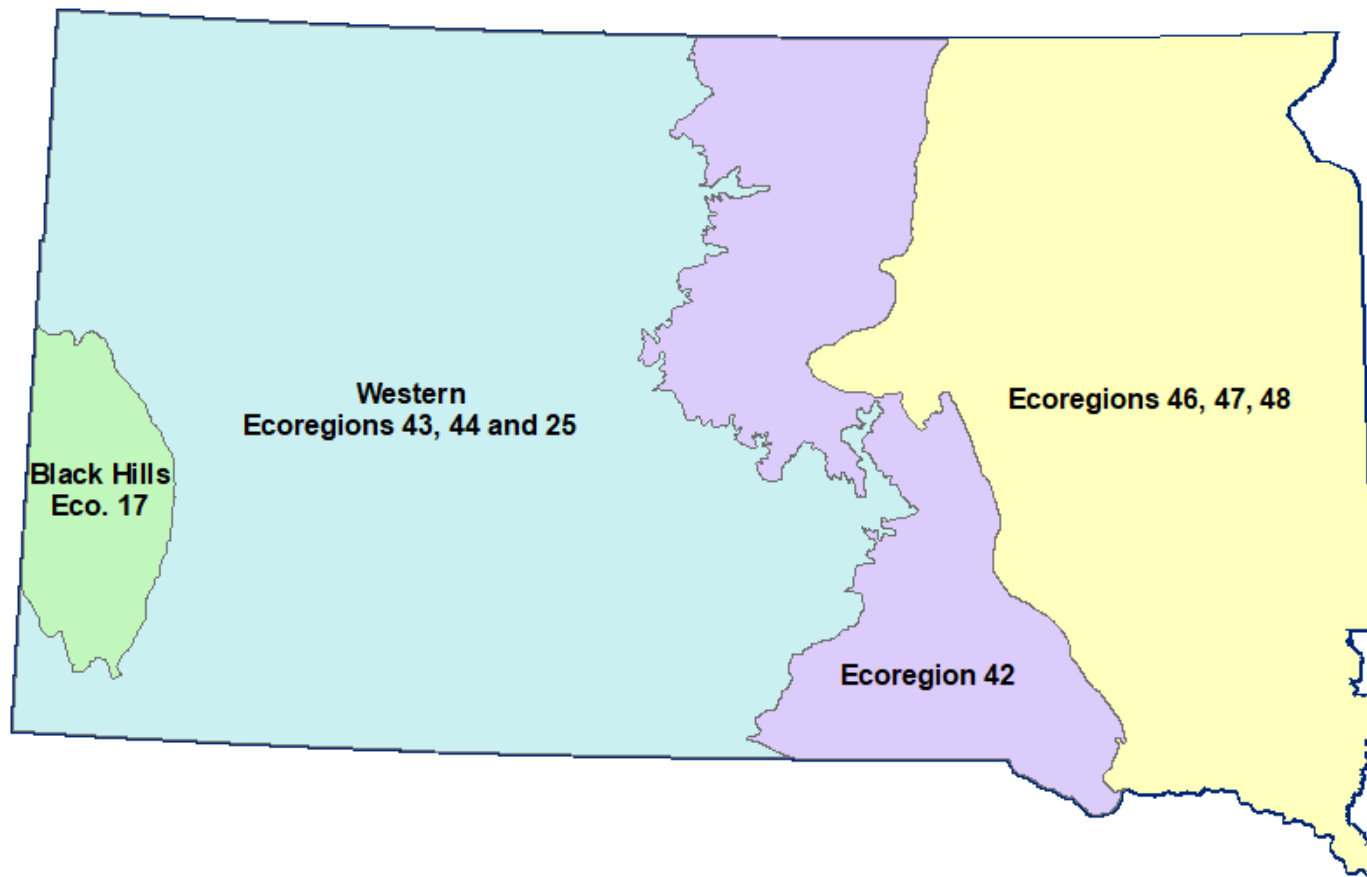 Western
Ecoregions 43, 44 and 25
Ecoregions 46, 47, 48
Black Hills
Eco. 17
Ecoregion 42